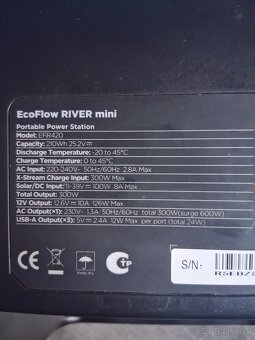 EcoFlow RIVER mini
Portable Power Station
Model: EFR420
Capacity: 210Wh 25.2V⎓
Discharge Temperature: -20 to 45°C
Charge Temperature: 0 to 45°C
AC Input: 220-240V~ 50Hz/60Hz 2.8A Max
X-Stream Charge Input: 300W Max
Solar/DC Input: 11-39V⎓100W 8A Max
Total Output: 300W
12V Output: 12.6V⎓10A 126W Max
AC Output(×1): 230V~ 1.3A 50Hz/60Hz total 300W(surge 600W)
USB-A Output(×3): 5V⎓2.4A 12W Max per port (total 24W)
CE
Keep dry
S/N: